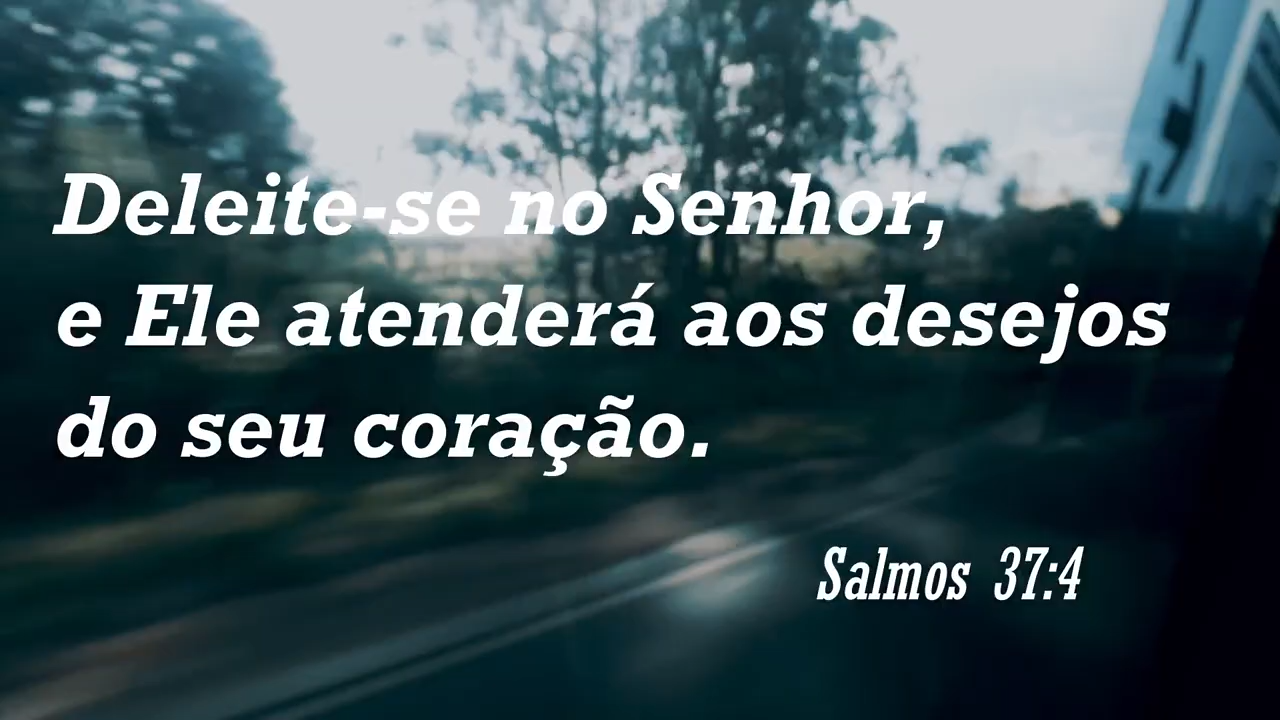 Deleite-se no Senhor,
e Ele atenderá aos desejos
do seu coração.
Salmos 37:4